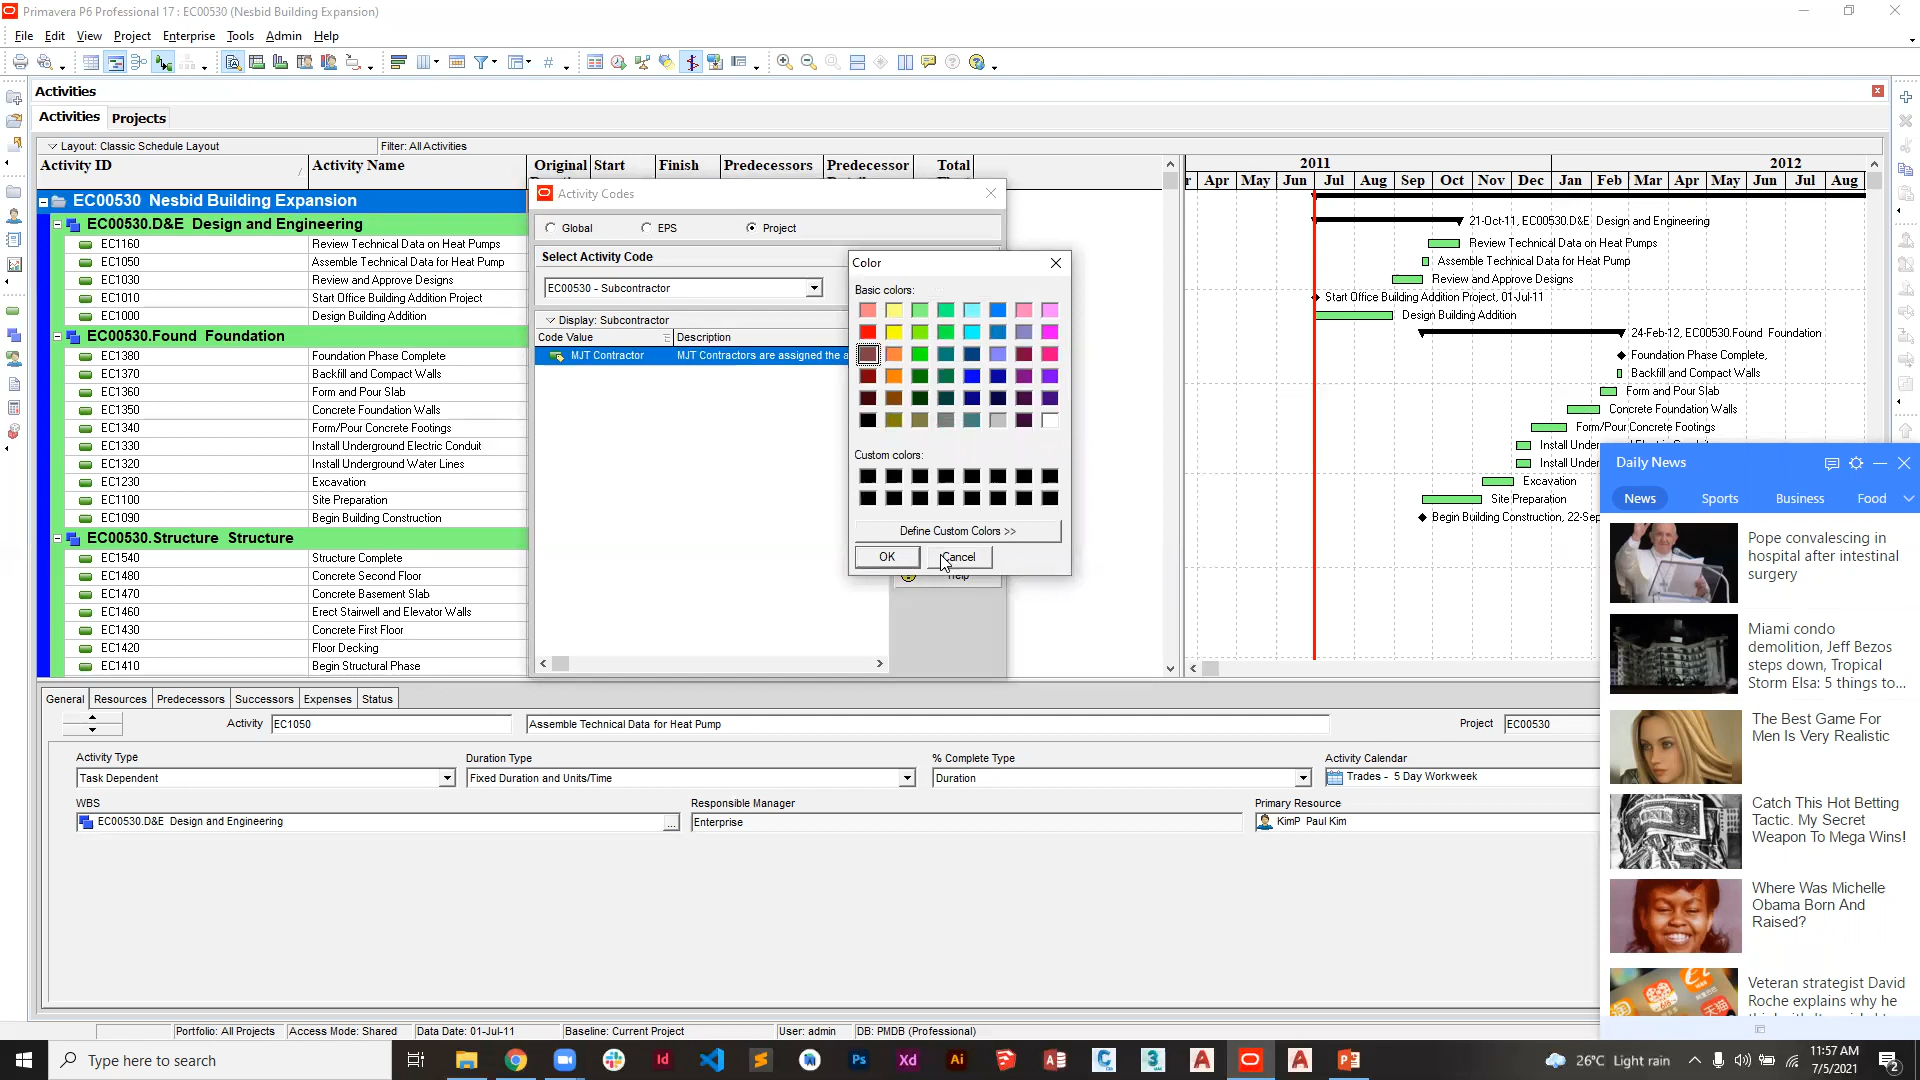 Primavera P6 Professional 17 : EC00530 (Nesbid Building Expansion)
File Edit View Project Enterprise Tools Admin Help
Activities
Activities Projects
Layout: Classic Schedule Layout Filter: All Activities
Activity ID Activity Name Original Start Finish Predecessors Predecessor Total
2011 2012
Apr May Jun Jul Aug Sep Oct Nov Dec Jan Feb Mar Apr May Jun Jul Aug
EC00530 Nesbid Building Expansion
EC00530.D&E Design and Engineering
EC1160 Review Technical Data on Heat Pumps
EC1050 Assemble Technical Data for Heat Pump
EC1030 Review and Approve Designs
EC1010 Start Office Building Addition Project
EC1000 Design Building Addition
EC00530.Found Foundation
EC1380 Foundation Phase Complete
EC1370 Backfill and Compact Walls
EC1360 Form and Pour Slab
EC1350 Concrete Foundation Walls
EC1340 Form/Pour Concrete Footings
EC1330 Install Underground Electric Conduit
EC1320 Install Underground Water Lines
EC1230 Excavation
EC1100 Site Preparation
EC1090 Begin Building Construction
EC00530.Structure Structure
EC1540 Structure Complete
EC1480 Concrete Second Floor
EC1470 Concrete Basement Slab
EC1460 Erect Stairwell and Elevator Walls
EC1430 Concrete First Floor
EC1420 Floor Decking
EC1410 Begin Structural Phase
Activity Codes
Global EPS Project
Select Activity Code
EC00530 - Subcontractor
Display: Subcontractor
Code Value Description
MJT Contractor MJT Contractors are assigned the a
Help
Color
Basic colors:
Custom colors:
Define Custom Colors >>
OK Cancel
21-Oct-11, EC00530.D&E Design and Engineering
Review Technical Data on Heat Pumps
Assemble Technical Data for Heat Pump
Review and Approve Designs
Start Office Building Addition Project, 01-Jul-11
Design Building Addition
24-Feb-12, EC00530.Found Foundation
Foundation Phase Complete,
Backfill and Compact Walls
Form and Pour Slab
Concrete Foundation Walls
Form/Pour Concrete Footings
Install Under
Install Under
Excavation
Site Preparation
Begin Building Construction, 22-Sep
Daily News
News Sports Business Food
Pope convalescing in
hospital after intestinal
surgery
Miami condo
demolition, Jeff Bezos
steps down, Tropical
Storm Elsa: 5 things to...
The Best Game For
Men Is Very Realistic
Catch This Hot Betting
Tactic. My Secret
Weapon To Mega Wins!
Where Was Michelle
Obama Born And
Raised?
Veteran strategist David
Roche explains why he
General Resources Predecessors Successors Expenses Status
Activity EC1050 Assemble Technical Data for Heat Pump Project EC00530
Activity Type Duration Type % Complete Type Activity Calendar
Task Dependent Fixed Duration and Units/Time Duration Trades - 5 Day Workweek
WBS Responsible Manager Primary Resource
EC00530.D&E Design and Engineering ... Enterprise KimP Paul Kim
Portfolio: All Projects Access Mode: Shared Data Date: 01-Jul-11 Baseline: Current Project User: admin DB: PMDB (Professional)
Type here to search
26°C Light rain
11:57 AM
7/5/2021
2